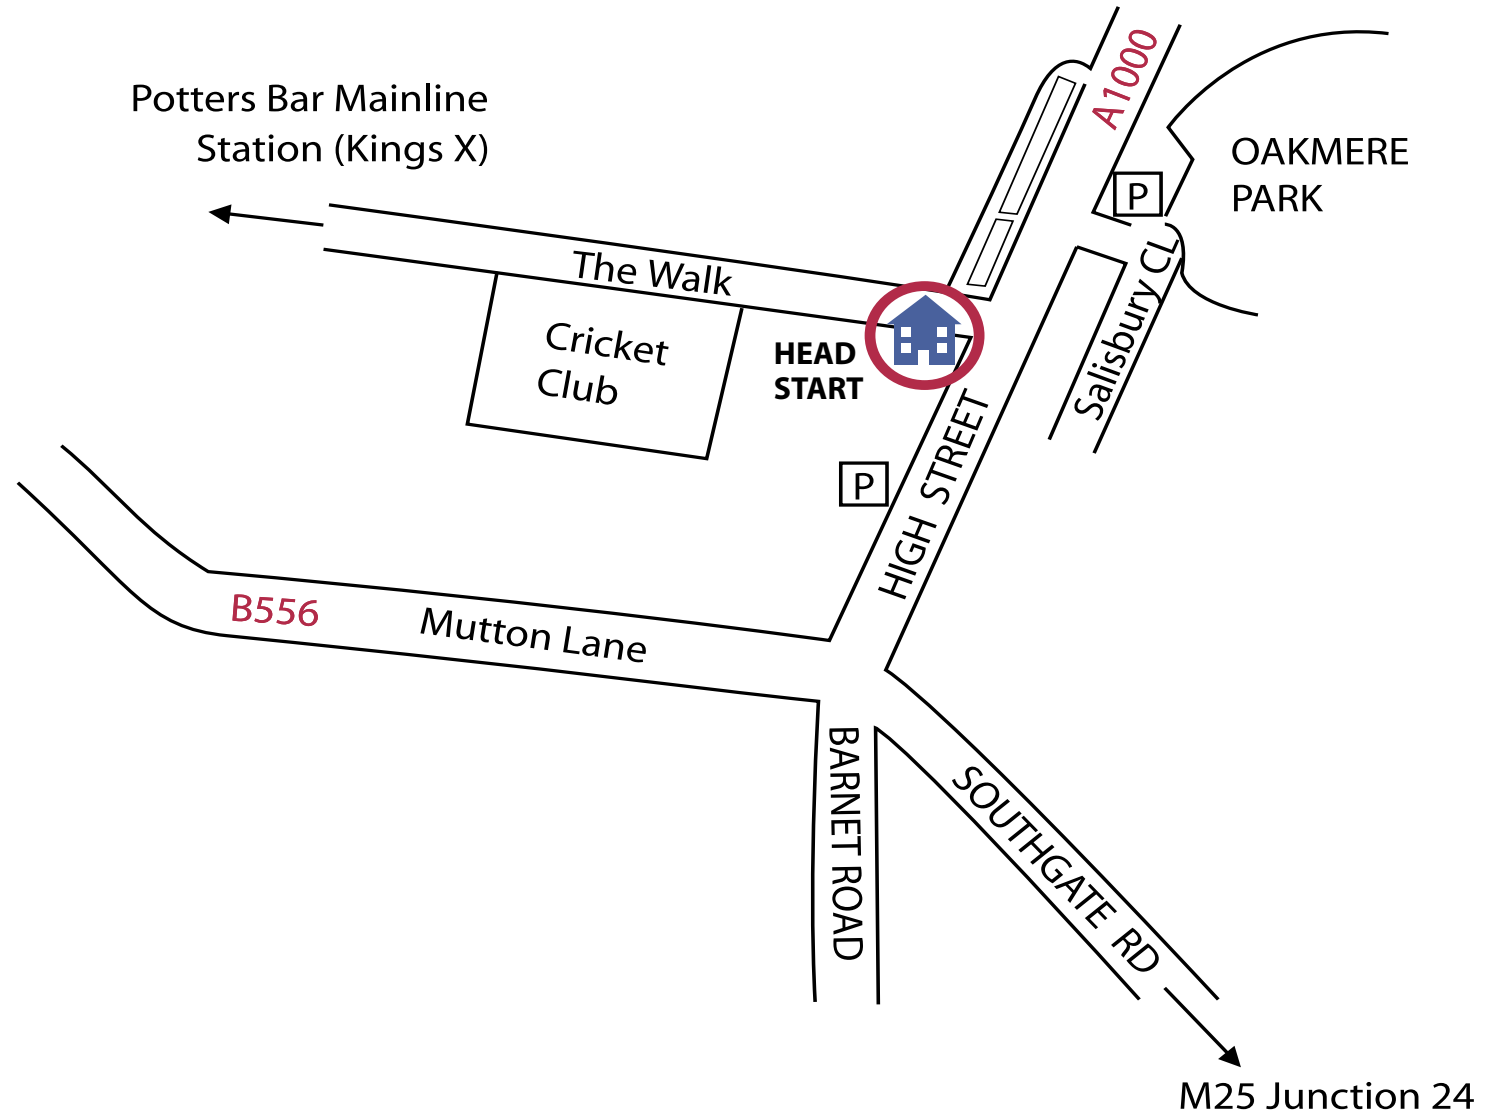 A1000
Potters Bar Mainline
Station (Kings X)
OAKMERE
PARK
P
The Walk
Salisbury CL
Cricket
Club
HEAD
START
HIGH STREET
P
B556
Mutton Lane
BARNET ROAD
SOUTHGATE RD
M25 Junction 24